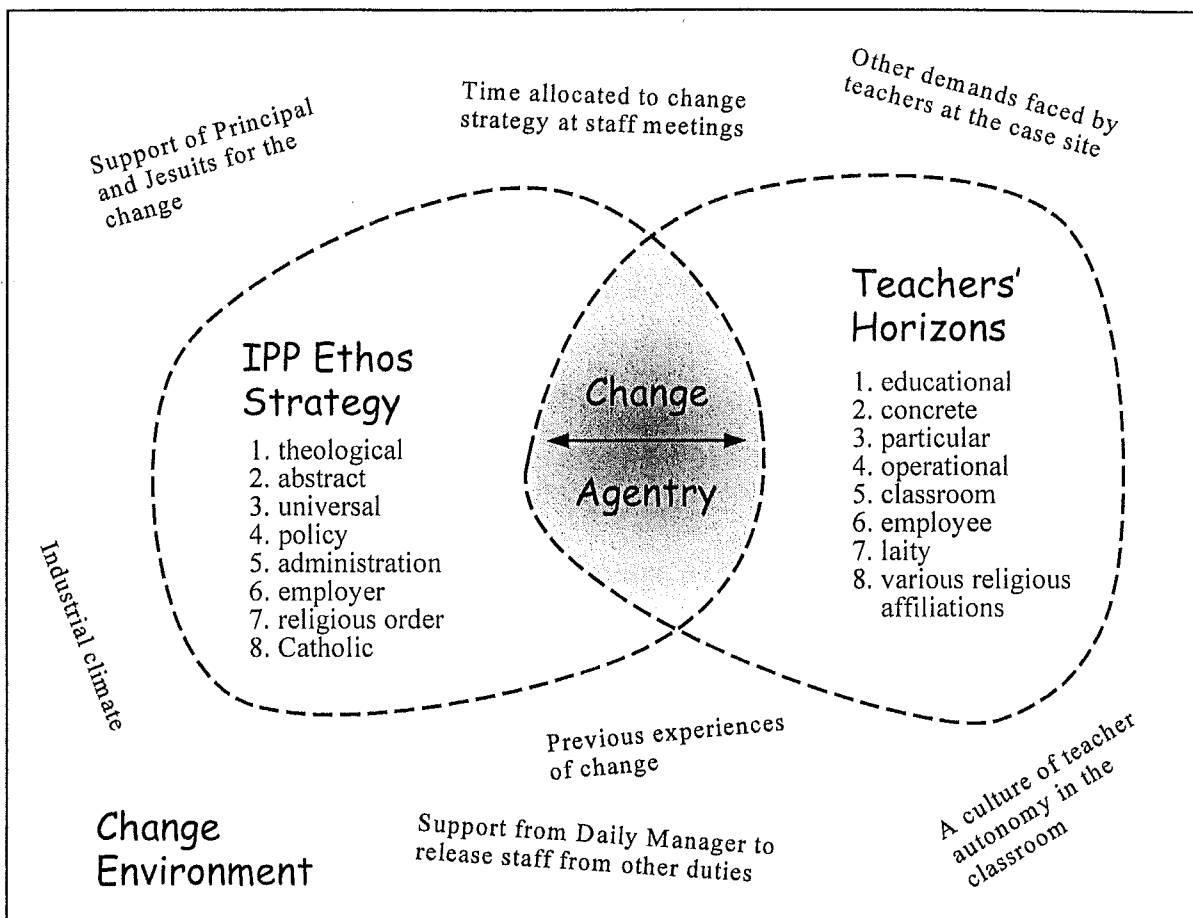 Support of Principal
and Jesuits for the
change
Time allocated to change
strategy at staff meetings
Other demands faced by
teachers at the case site
IPP Ethos
Strategy
1. theological
2. abstract
3. universal
4. policy
5. administration
6. employer
7. religious order
8. Catholic
Change
Agentry
Teachers'
Horizons
1. educational
2. concrete
3. particular
4. operational
5. classroom
6. employee
7. laity
8. various religious
affiliations
Industrial climate
Previous experiences
of change
Change
Environment
Support from Daily Manager to
release staff from other duties
A culture of teacher
autonomy in the
classroom